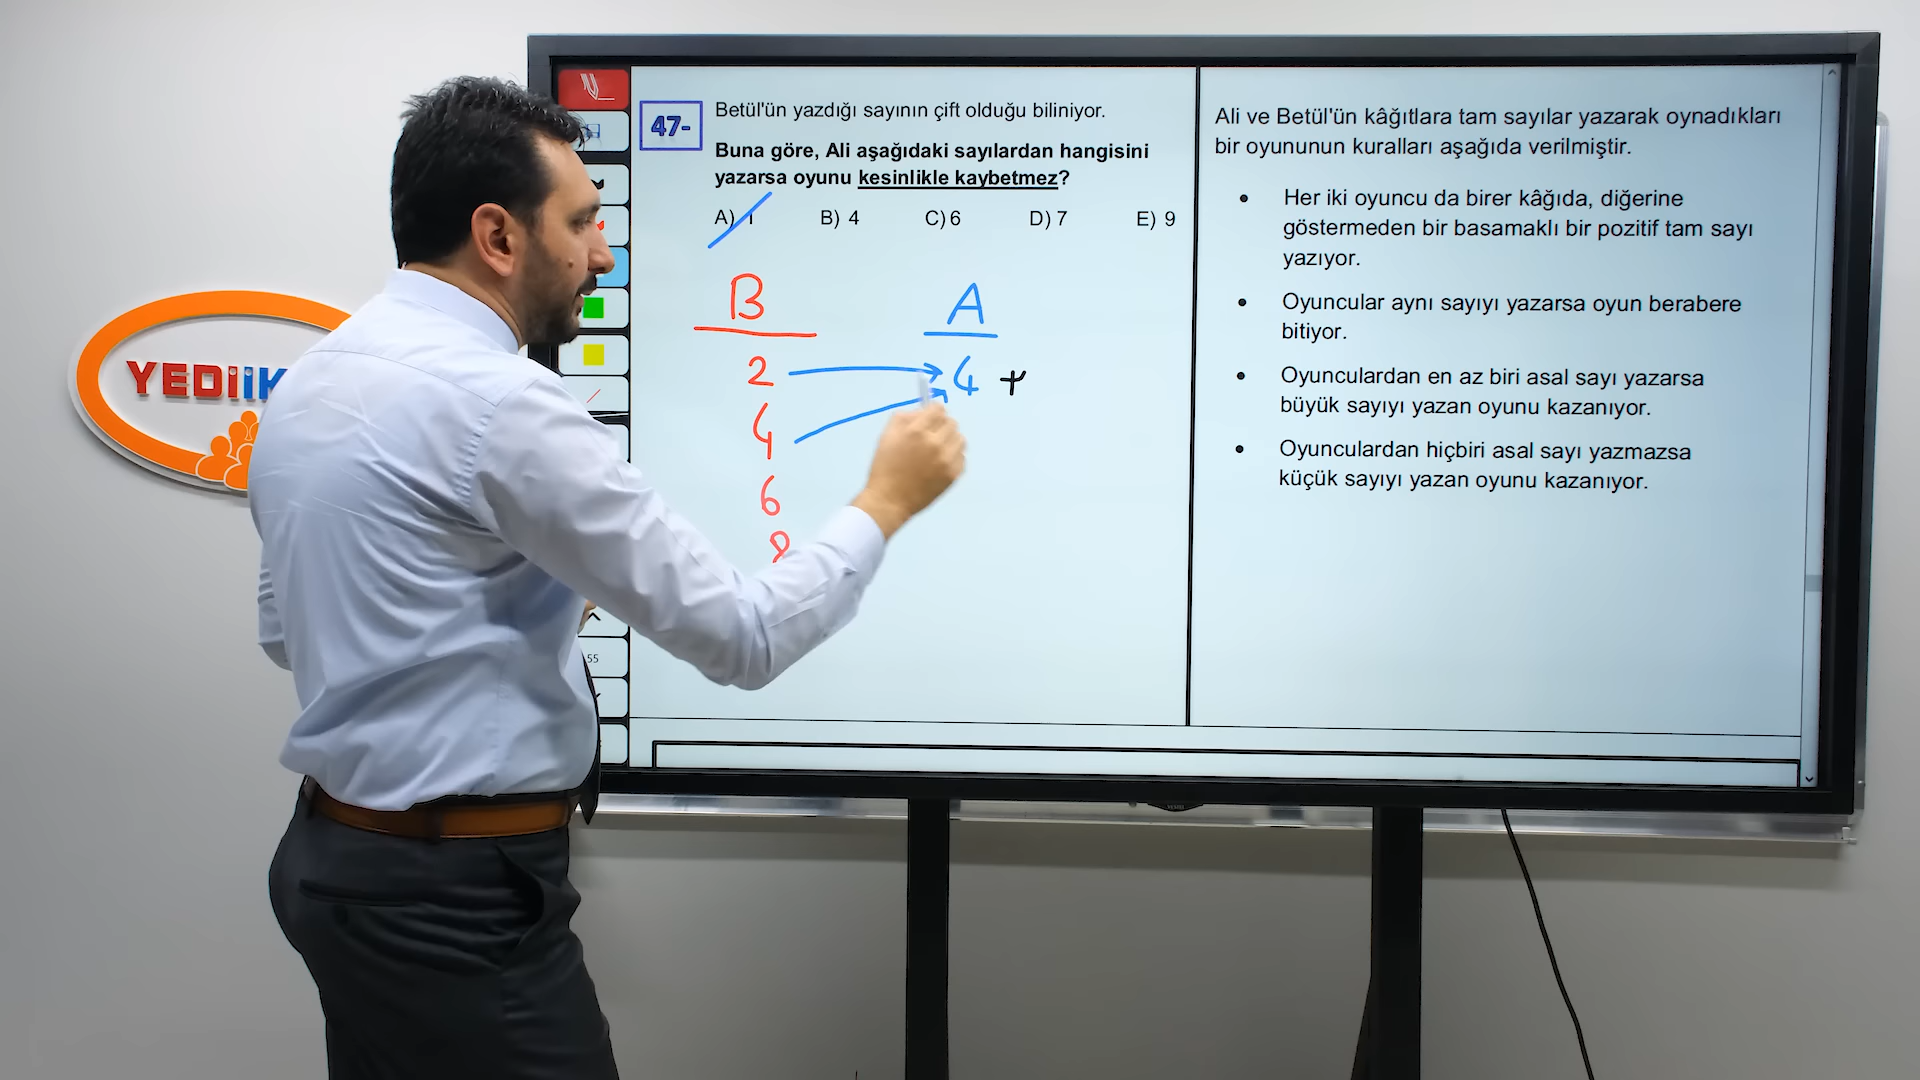 YEDiiK
47-
Betül'ün yazdığı sayının çift olduğu biliniyor.
Buna göre, Ali aşağıdaki sayılardan hangisini
yazarsa oyunu kesinlikle kaybetmez?
A) 1 B) 4 C) 6 D) 7 E) 9
B A
2 4 +
4
6
8
55
Ali ve Betül'ün kâğıtlara tam sayılar yazarak oynadıkları
bir oyununun kuralları aşağıda verilmiştir.
• Her iki oyuncu da birer kâğıda, diğerine
göstermeden bir basamaklı bir pozitif tam sayı
yazıyor.
• Oyuncular aynı sayıyı yazarsa oyun berabere
bitiyor.
• Oyunculardan en az biri asal sayı yazarsa
büyük sayıyı yazan oyunu kazanıyor.
• Oyunculardan hiçbiri asal sayı yazmazsa
küçük sayıyı yazan oyunu kazanıyor.